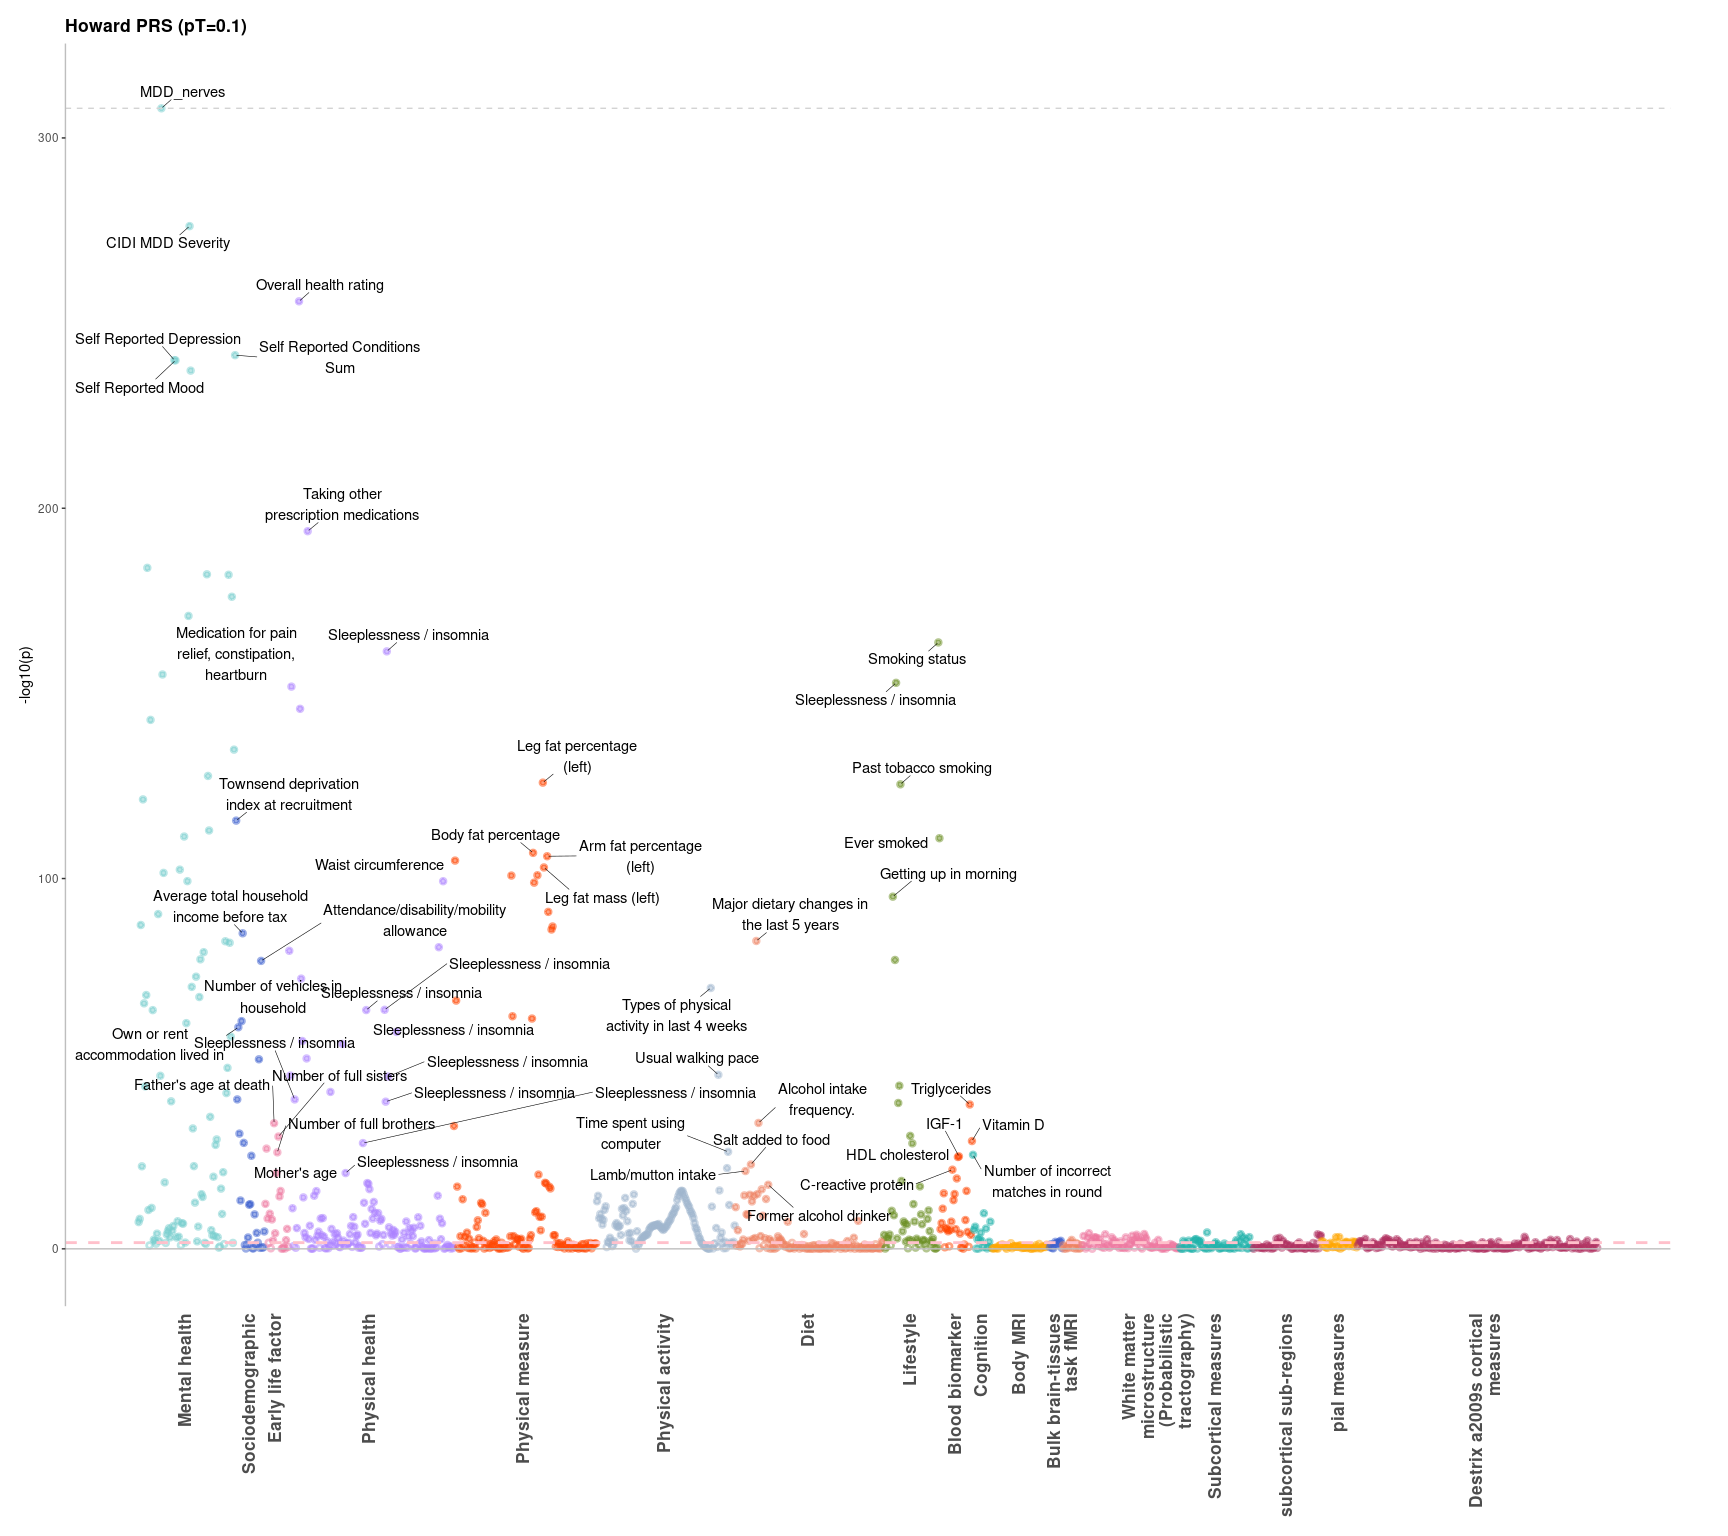 Howard PRS (pT=0.1)
MDD_nerves
300
CIDI MDD Severity
Overall health rating
Self Reported Depression
Self Reported Conditions
Sum
Self Reported Mood
200
Taking other
prescription medications
Medication for pain
relief, constipation,
heartburn
Sleeplessness / insomnia
Smoking status
Sleeplessness / insomnia
-log10(p)
Leg fat percentage
(left)
Past tobacco smoking
Townsend deprivation
index at recruitment
Body fat percentage
Arm fat percentage
(left)
Ever smoked
Waist circumference
100
Getting up in morning
Leg fat mass (left)
Average total household
income before tax
Attendance/disability/mobility
allowance
Major dietary changes in
the last 5 years
Sleeplessness / insomnia
Number of vehicles in
household
Sleeplessness / insomnia
Types of physical
activity in last 4 weeks
Own or rent
accommodation lived in
Sleeplessness / insomnia
Sleeplessness / insomnia
Usual walking pace
Sleeplessness / insomnia
Father's age at death
Number of full sisters
Sleeplessness / insomnia
Sleeplessness / insomnia
Alcohol intake
frequency.
Triglycerides
Number of full brothers
Time spent using
computer
IGF-1
Vitamin D
Salt added to food
HDL cholesterol
Mother's age
Sleeplessness / insomnia
Lamb/mutton intake
C-reactive protein
Number of incorrect
matches in round
Former alcohol drinker
0
Mental health
Sociodemographic
Early life factor
Physical health
Physical measure
Physical activity
Diet
Lifestyle
Blood biomarker
Cognition
Body MRI
Bulk brain-tissues
task fMRI
White matter
microstructure
(Probabilistic
tractography)
Subcortical measures
subcortical sub-regions
pial measures
Destrix a2009s cortical
measures